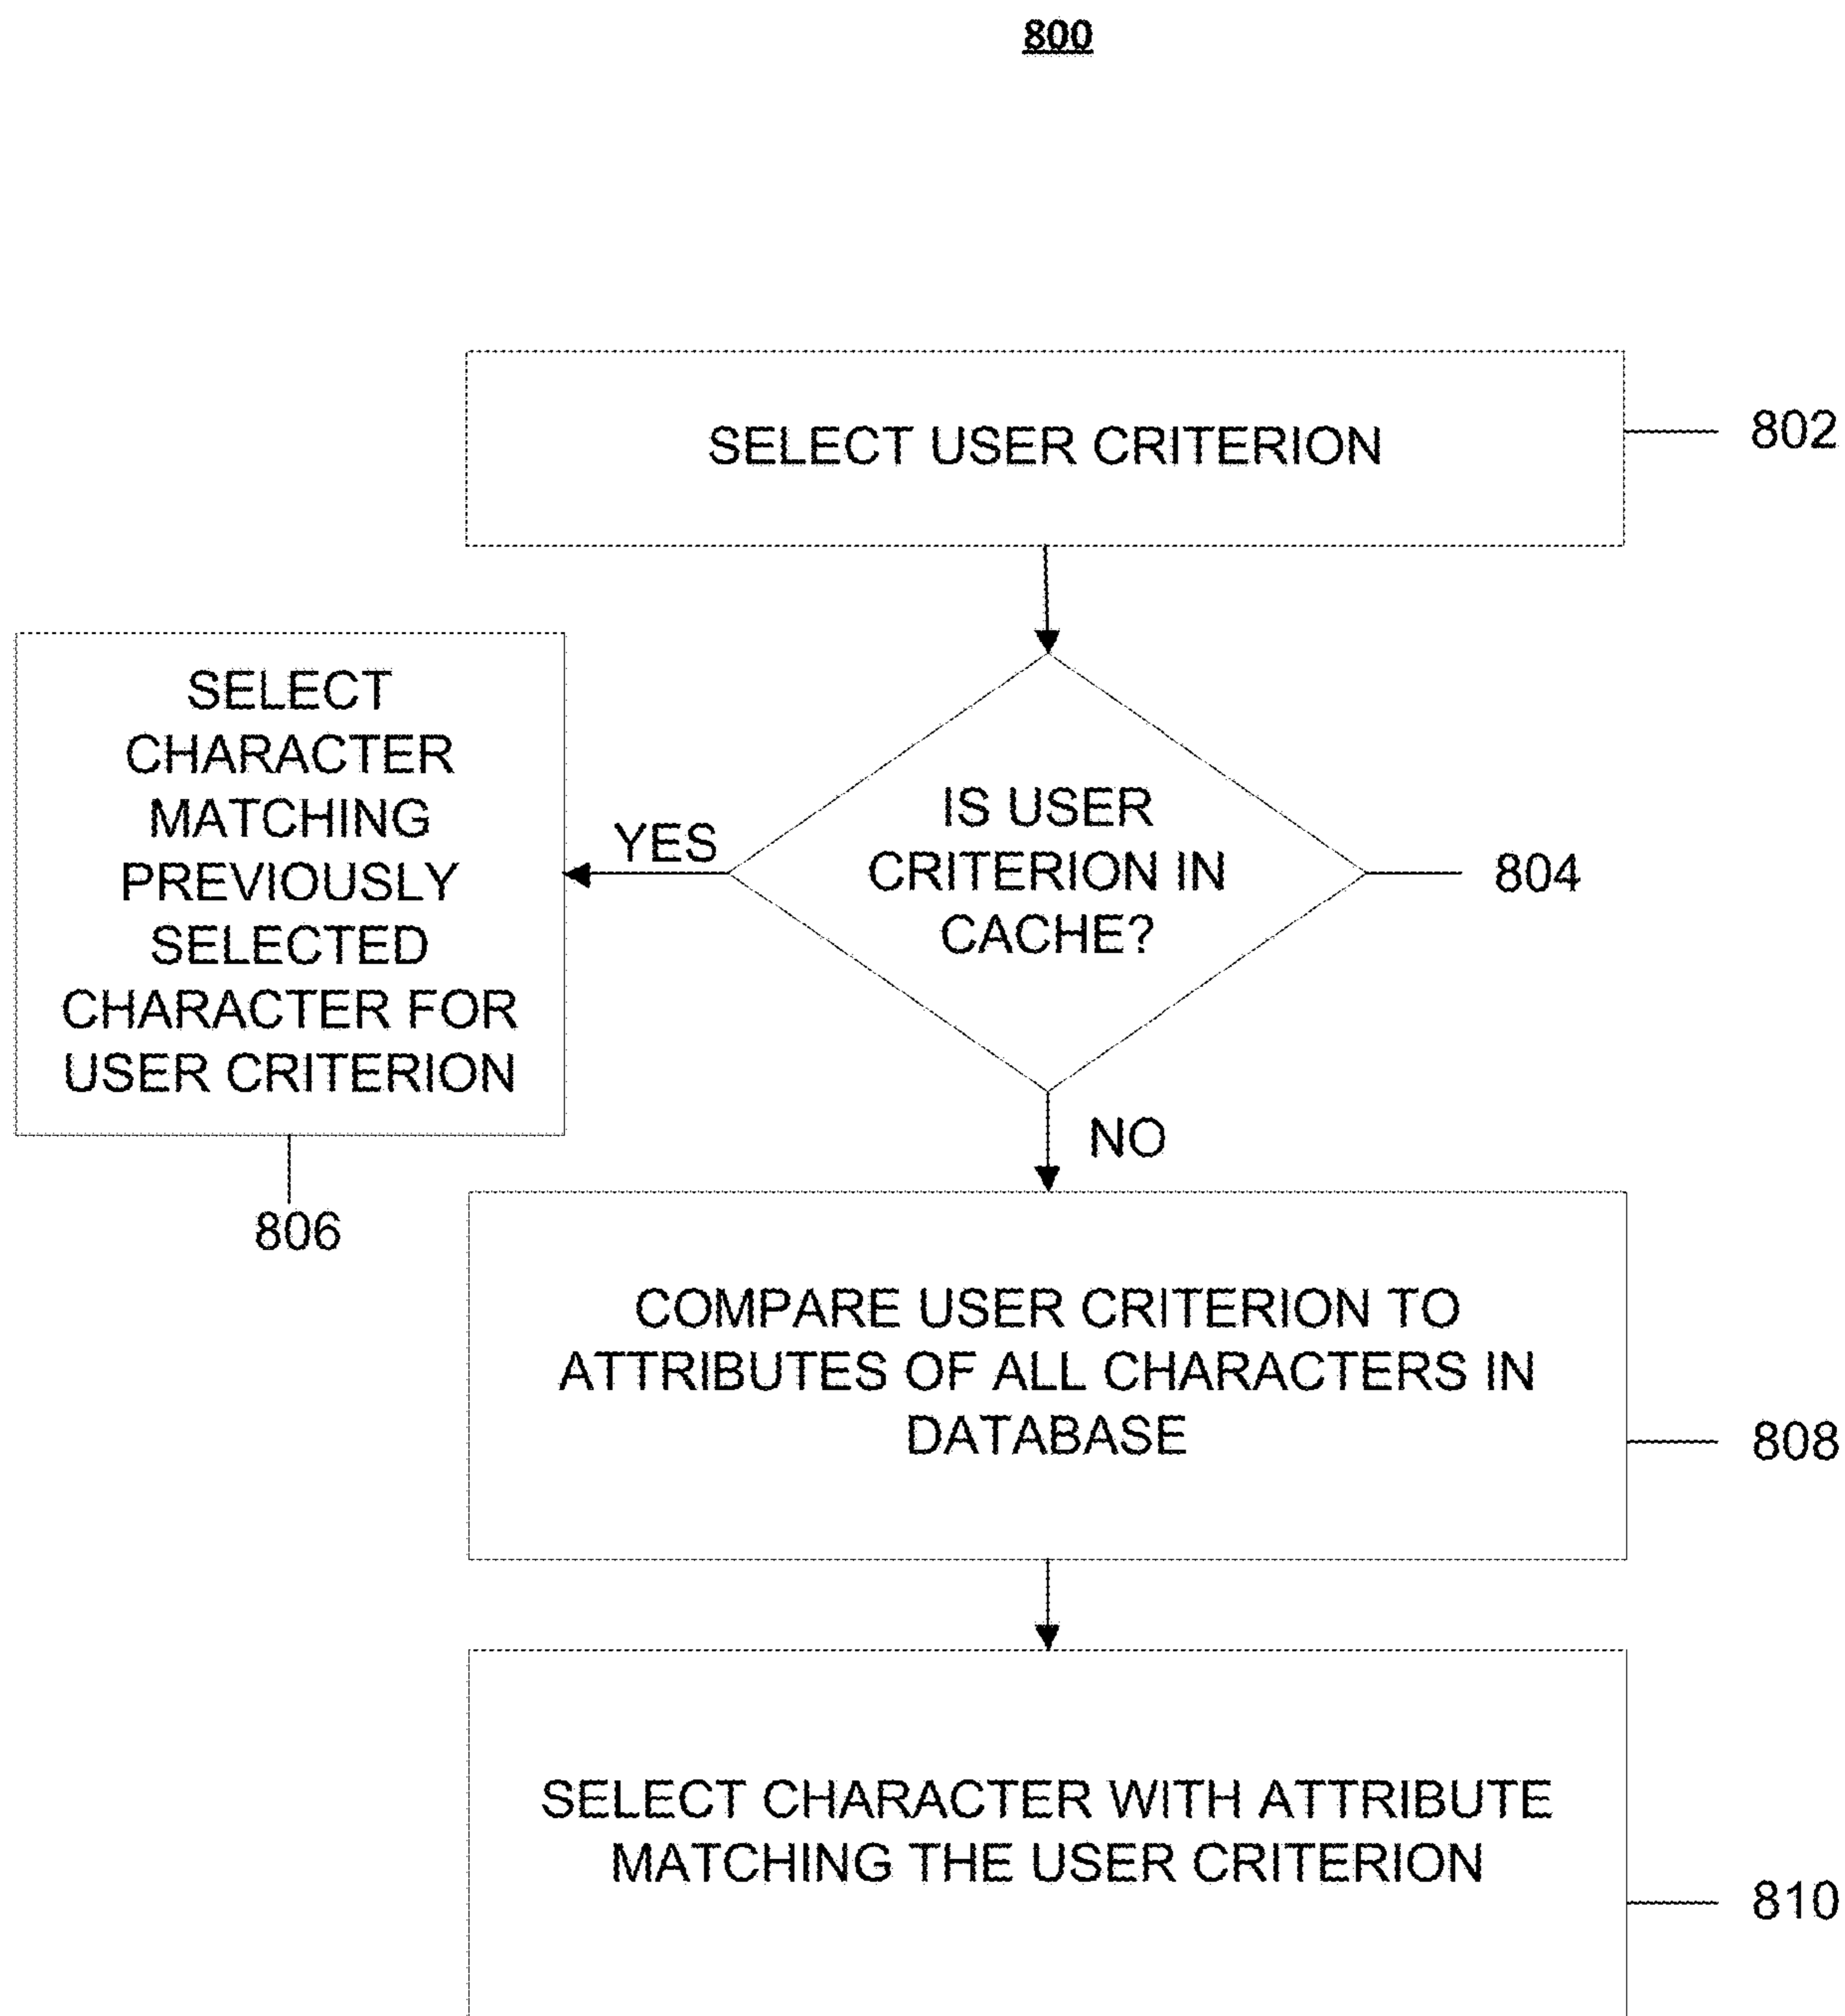 800
SELECT USER CRITERION
802
SELECT
CHARACTER
MATCHING
PREVIOUSLY
SELECTED
CHARACTER FOR
USER CRITERION
806
YES
IS USER
CRITERION IN
CACHE?
804
NO
COMPARE USER CRITERION TO
ATTRIBUTES OF ALL CHARACTERS IN
DATABASE
808
SELECT CHARACTER WITH ATTRIBUTE
MATCHING THE USER CRITERION
810